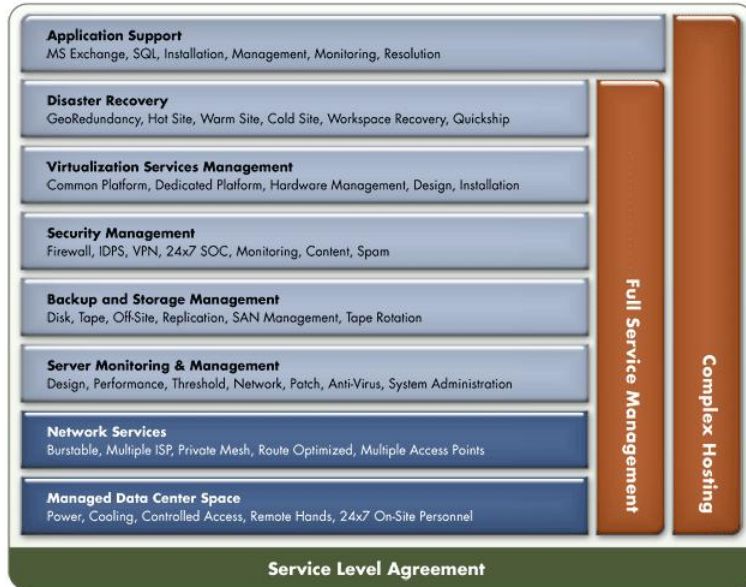 Application Support
MS Exchange, SQL, Installation, Management, Monitoring, Resolution
Disaster Recovery
GeoRedundancy, Hot Site, Warm Site, Cold Site, Workspace Recovery, Quickship
Virtualization Services Management
Common Platform, Dedicated Platform, Hardware Management, Design, Installation
Security Management
Firewall, IDPS, VPN, 24x7 SOC, Monitoring, Content, Spam
Backup and Storage Management
Disk, Tape, Off-Site, Replication, SAN Management, Tape Rotation
Server Monitoring & Management
Design, Performance, Threshold, Network, Patch, Anti-Virus, System Administration
Network Services
Burstable, Multiple ISP, Private Mesh, Route Optimized, Multiple Access Points
Managed Data Center Space
Power, Cooling, Controlled Access, Remote Hands, 24x7 On-Site Personnel
Full Service Management
Complex Hosting
Service Level Agreement